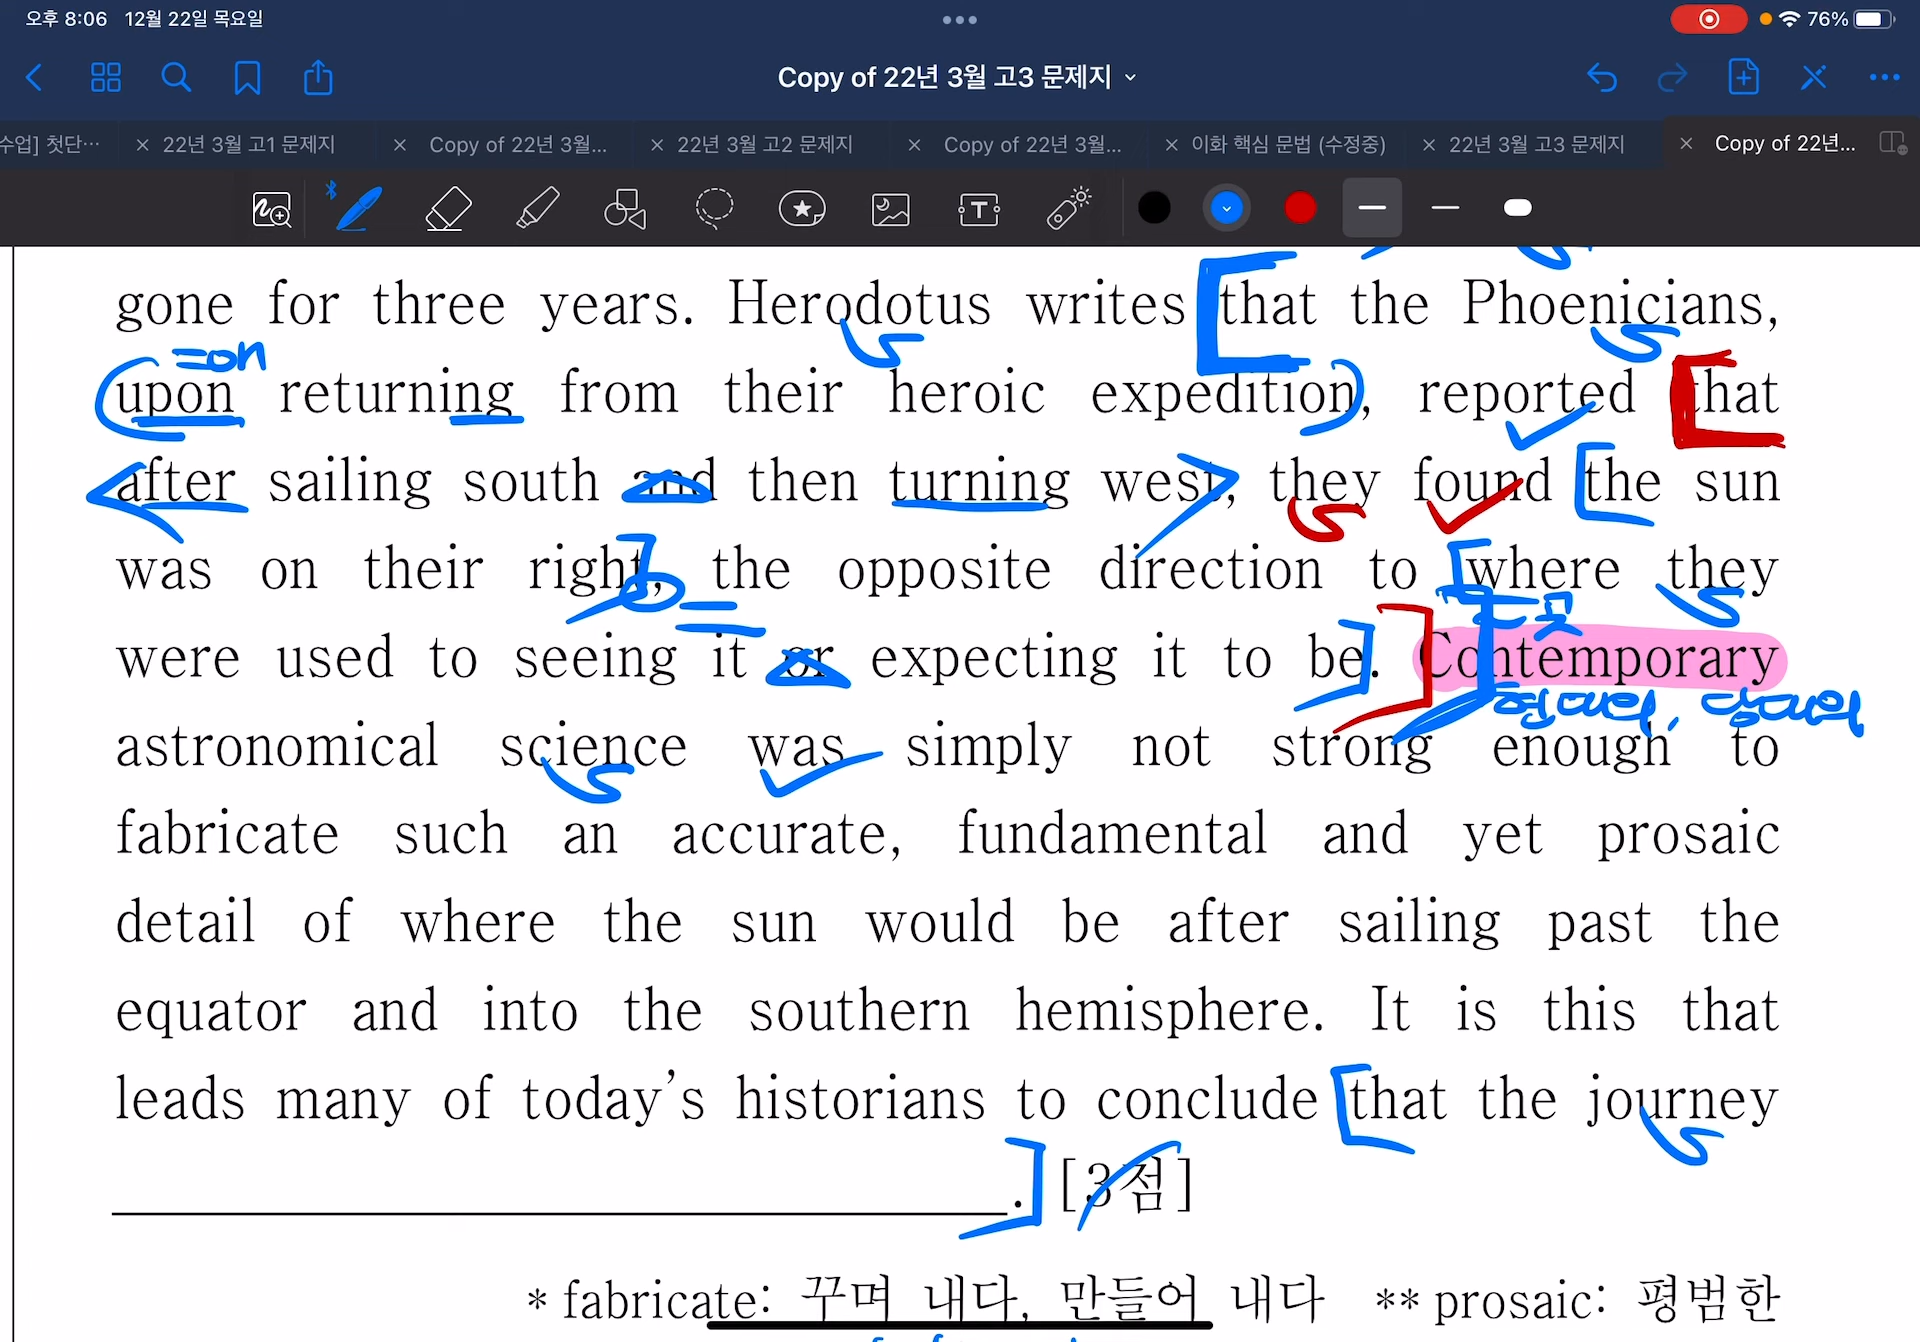 오후 8:06 12월 22일 목요일 76%
Copy of 22년 3월 고3 문제지
수업] 첫단… × 22년 3월 고1 문제지 × Copy of 22년 3월... × 22년 3월 고2 문제지 × Copy of 22년 3월... × 이화 핵심 문법 (수정중) × 22년 3월 고3 문제지 × Copy of 22년...
gone for three years. Herodotus writes that the Phoenicians,
=on
upon returning from their heroic expedition, reported that
after sailing south and then turning west, they found the sun
was on their right, the opposite direction to where they
were used to seeing it or expecting it to be. Contemporary
현대의, 당대의
astronomical science was simply not strong enough to
fabricate such an accurate, fundamental and yet prosaic
detail of where the sun would be after sailing past the
equator and into the southern hemisphere. It is this that
leads many of today's historians to conclude that the journey
. [3점]
* fabricate: 꾸며 내다, 만들어 내다 ** prosaic: 평범한